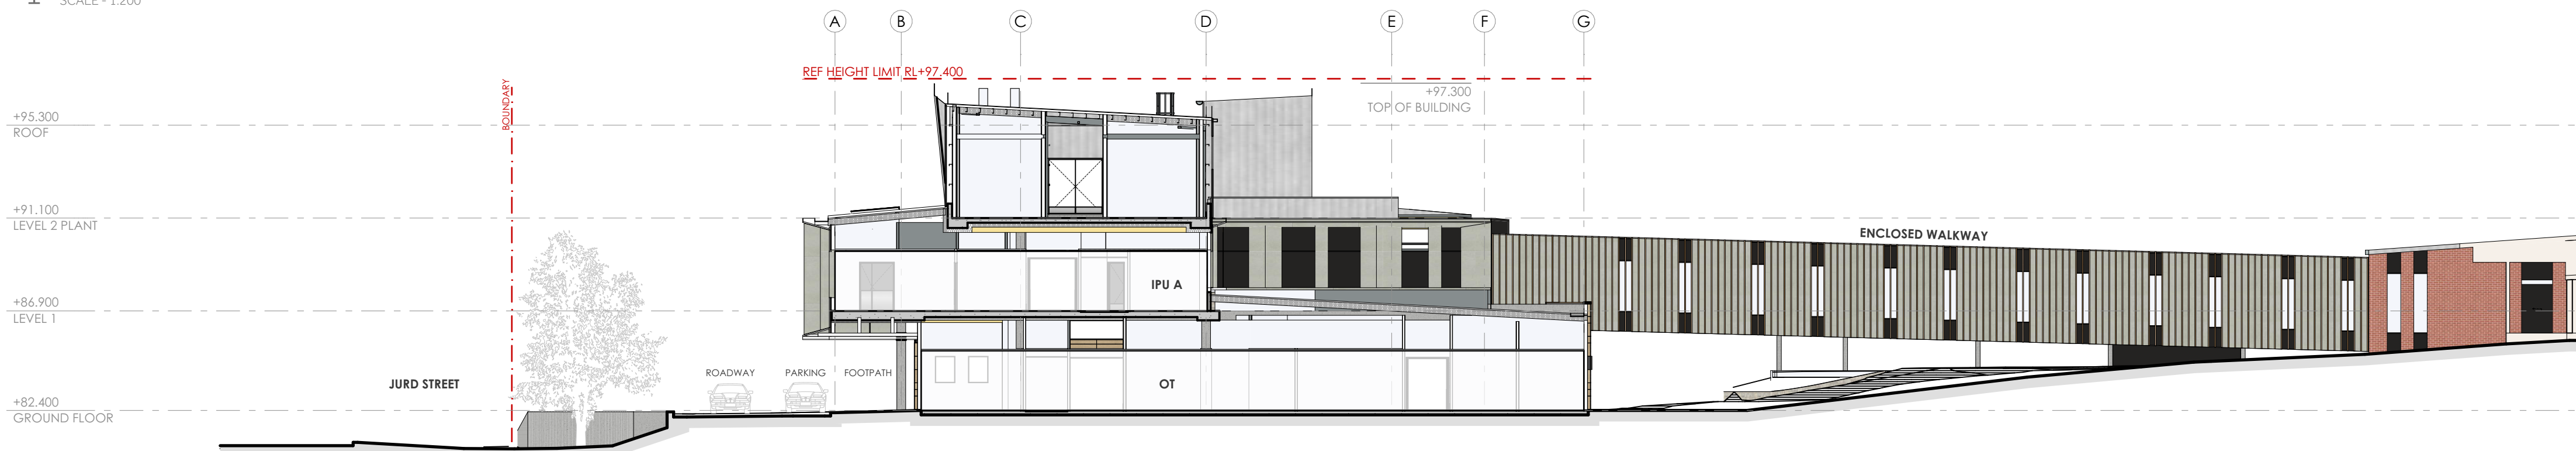 SCALE - 1:200
A B C D E F G
REF HEIGHT LIMIT RL+97.400
BOUNDARY
+97.300
TOP OF BUILDING
+95.300
ROOF
+91.100
LEVEL 2 PLANT
ENCLOSED WALKWAY
IPU A
+86.900
LEVEL 1
ROADWAY
PARKING
FOOTPATH
JURD STREET
OT
+82.400
GROUND FLOOR